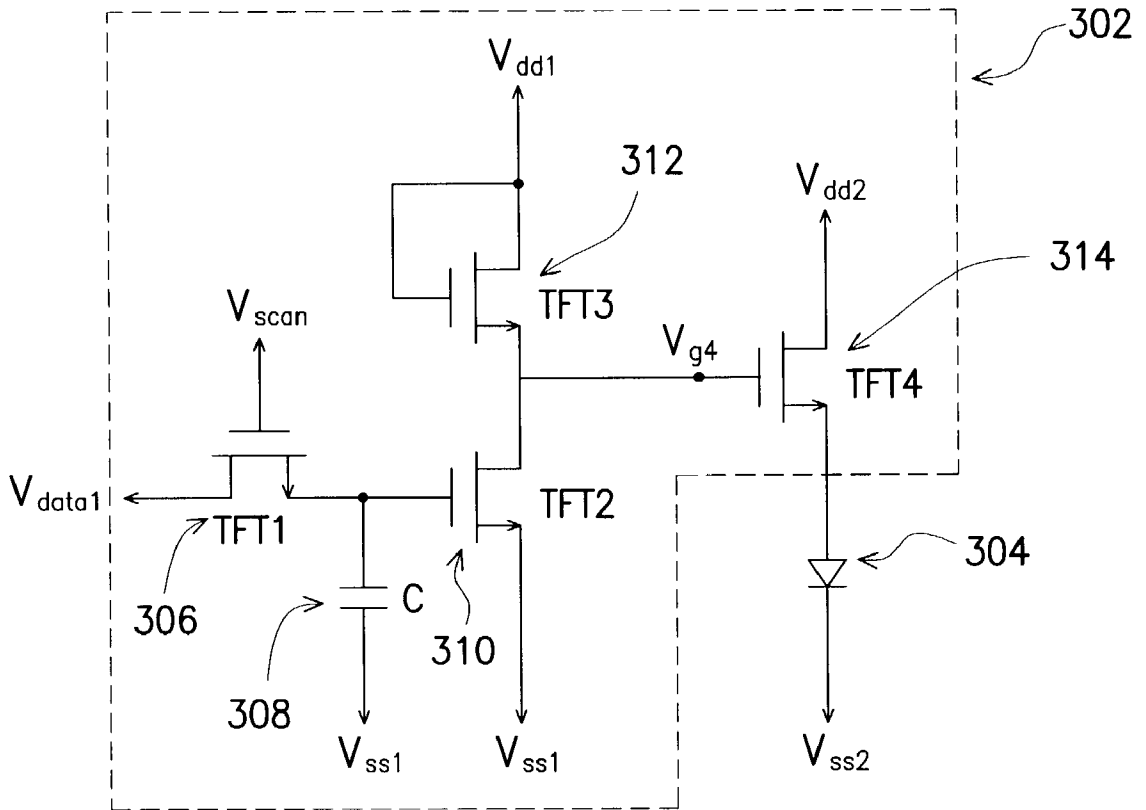 302
Vdd1
312
Vdd2
314
TFT3
Vscan
Vg4
TFT4
Vdata1
TFT1
TFT2
304
C
306
310
308
Vss1
Vss1
Vss2